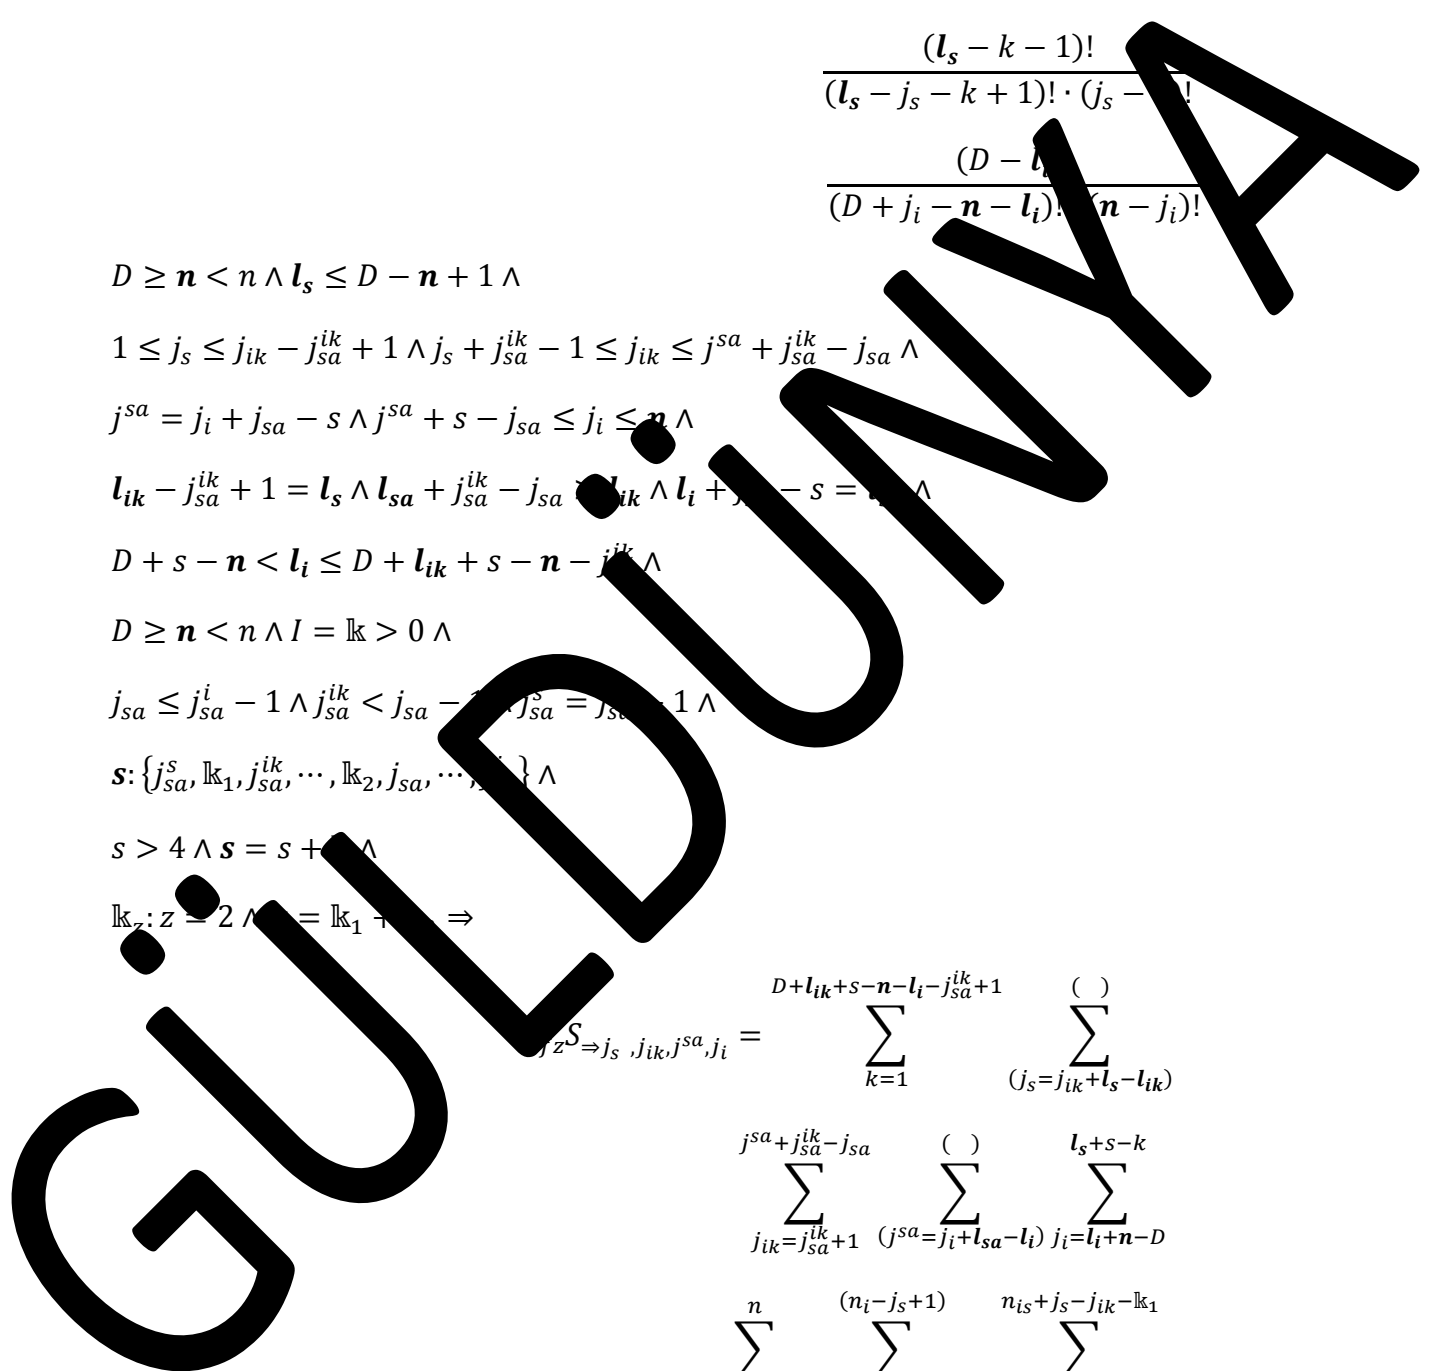 (l_s − k − 1)!
(l_s − j_s − k + 1)! ⋅ (j_s − )!
(D − l
(D + j_i − n − l_i)! (n − j_i)!
D ≥ n < n ∧ l_s ≤ D − n + 1 ∧
1 ≤ j_s ≤ j_ik − j_sa^ik + 1 ∧ j_s + j_sa^ik − 1 ≤ j_ik ≤ j^sa + j_sa^ik − j_sa ∧
j^sa = j_i + j_sa − s ∧ j^sa + s − j_sa ≤ j_i ≤ n ∧
l_ik − j_sa^ik + 1 = l_s ∧ l_sa + j_sa^ik − j_sa l_ik ∧ l_i + − s = ∧
D + s − n < l_i ≤ D + l_ik + s − n − j^ik ∧
D ≥ n < n ∧ I = 𝕜 > 0 ∧
j_sa ≤ j_sa^i − 1 ∧ j_sa^ik < j_sa − j_sa^s = j_sa 1 ∧
s: {j_sa^s, 𝕜_1, j_sa^ik, ⋯ , 𝕜_2, j_sa, ⋯ , } ∧
s > 4 ∧ s = s + ∧
𝕜_z: z = 2 ∧ = 𝕜_1 + ⇒
D+l_ik+s−n−l_i−j_sa^ik+1 ( )
_zS_⇒j_s ,j_ik,j^sa,j_i = ∑ ∑
k=1 (j_s=j_ik+l_s−l_ik)
j^sa+j_sa^ik−j_sa ( ) l_s+s−k
∑ ∑ ∑
j_ik=j_sa^ik+1 (j^sa=j_i+l_sa−l_i) j_i=l_i+n−D
n (n_i−j_s+1) n_is+j_s−j_ik−𝕜_1
∑ ∑ ∑
GÜLDÜNYA